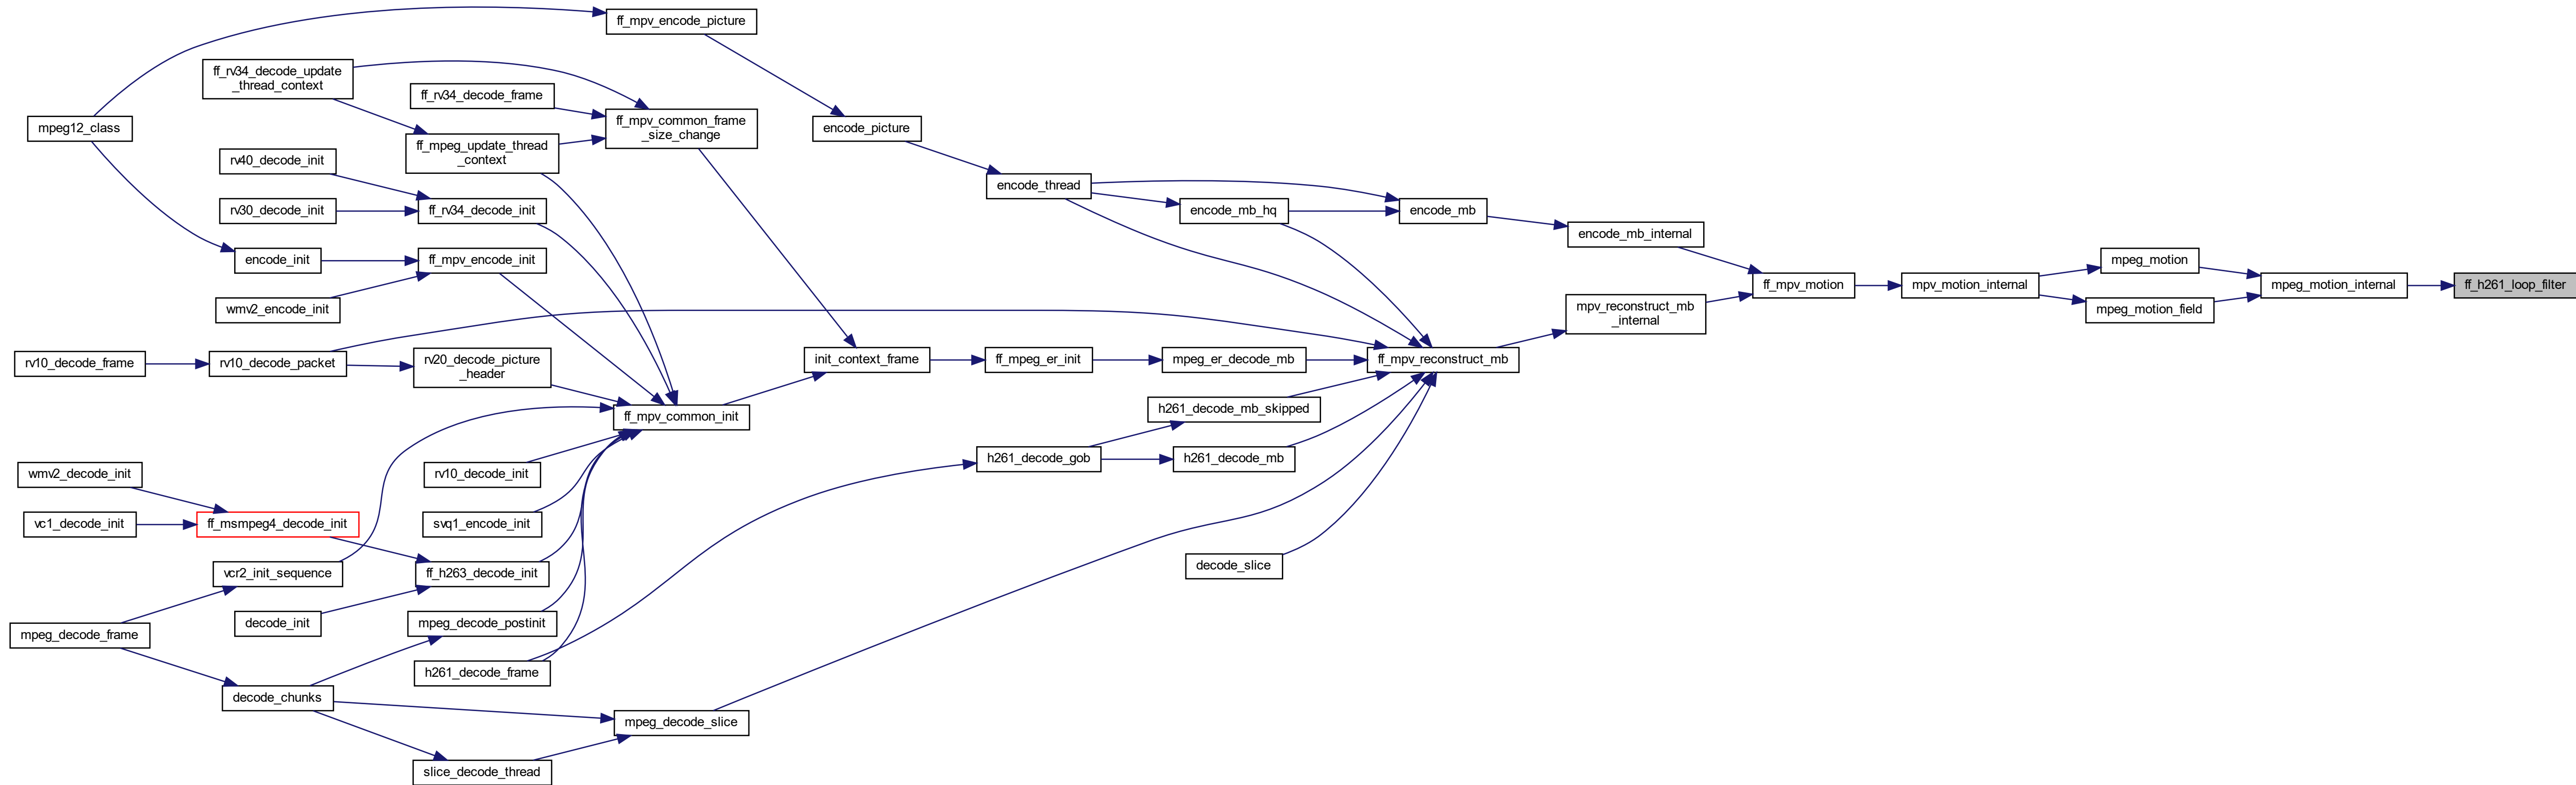 ff_mpv_encode_picture
ff_rv34_decode_update
_thread_context
ff_rv34_decode_frame
ff_mpv_common_frame
_size_change
mpeg12_class
encode_picture
ff_mpeg_update_thread
_context
rv40_decode_init
encode_thread
rv30_decode_init
ff_rv34_decode_init
encode_mb_hq
encode_mb
encode_mb_internal
encode_init
ff_mpv_encode_init
mpeg_motion
ff_mpv_motion
mpv_motion_internal
mpeg_motion_internal
ff_h261_loop_filter
wmv2_encode_init
mpv_reconstruct_mb
_internal
mpeg_motion_field
rv10_decode_frame
rv10_decode_packet
rv20_decode_picture
_header
init_context_frame
ff_mpeg_er_init
mpeg_er_decode_mb
ff_mpv_reconstruct_mb
ff_mpv_common_init
h261_decode_mb_skipped
wmv2_decode_init
rv10_decode_init
h261_decode_gob
h261_decode_mb
vc1_decode_init
ff_msmpeg4_decode_init
svq1_encode_init
vcr2_init_sequence
ff_h263_decode_init
decode_slice
mpeg_decode_frame
decode_init
mpeg_decode_postinit
h261_decode_frame
decode_chunks
mpeg_decode_slice
slice_decode_thread